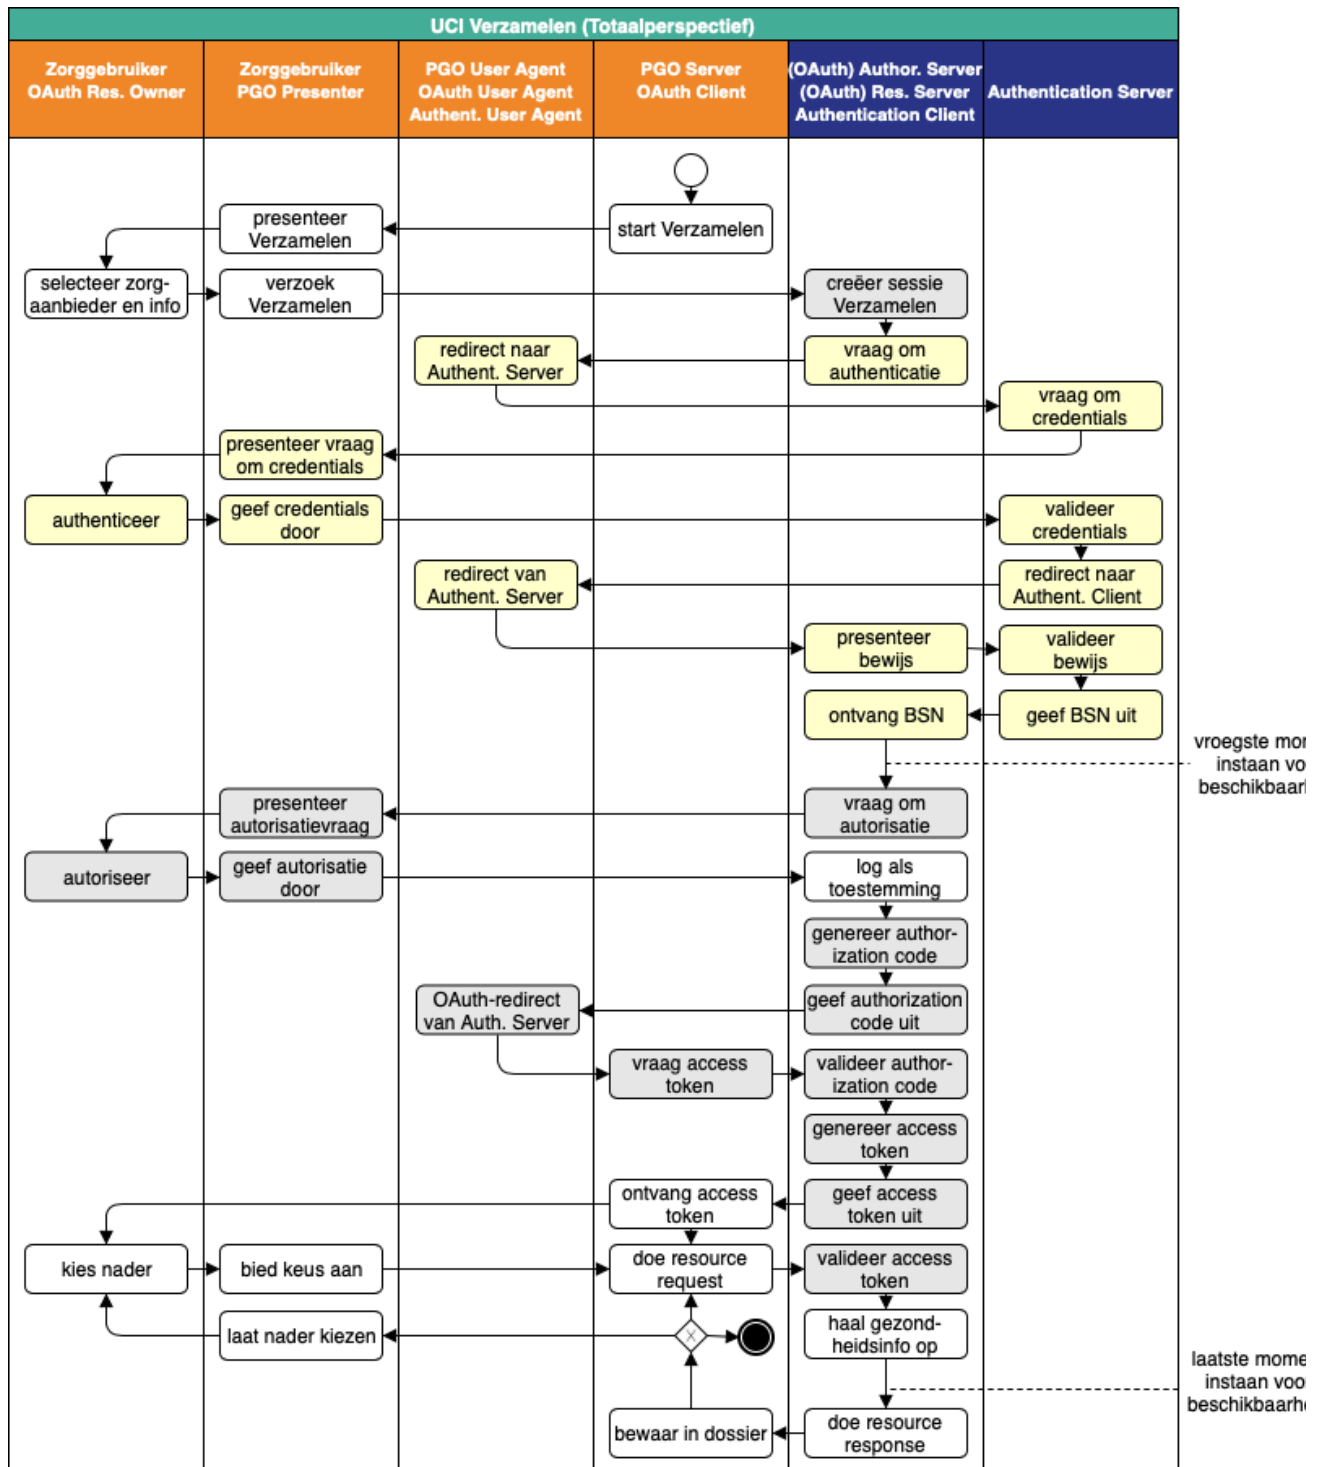 UCI Verzamelen (Totaalperspectief)
Zorggebruiker
OAuth Res. Owner
Zorggebruiker
PGO Presenter
PGO User Agent
OAuth User Agent
Authent. User Agent
PGO Server
OAuth Client
(OAuth) Author. Server
(OAuth) Res. Server
Authentication Client
Authentication Server
presenteer
Verzamelen
start Verzamelen
selecteer zorg-
aanbieder en info
verzoek
Verzamelen
creëer sessie
Verzamelen
redirect naar
Authent. Server
vraag om
authenticatie
vraag om
credentials
presenteer vraag
om credentials
authenticeer
geef credentials
door
valideer
credentials
redirect van
Authent. Server
redirect naar
Authent. Client
presenteer
bewijs
valideer
bewijs
ontvang BSN
geef BSN uit
vroegste
instaan
presenteer
autorisatievraag
vraag om
autorisatie
autoriseer
geef autorisatie
door
log als
toestemming
genereer author-
ization code
OAuth-redirect
van Auth. Server
geef authorization
code uit
vraag access
token
valideer author-
ization code
genereer access
token
ontvang access
token
geef access
token uit
kies nader
bied keus aan
doe resource
request
valideer access
token
laat nader kiezen
X
haal gezond-
heidsinfo op
laatste
instaan
bewaar in dossier
doe resource
response